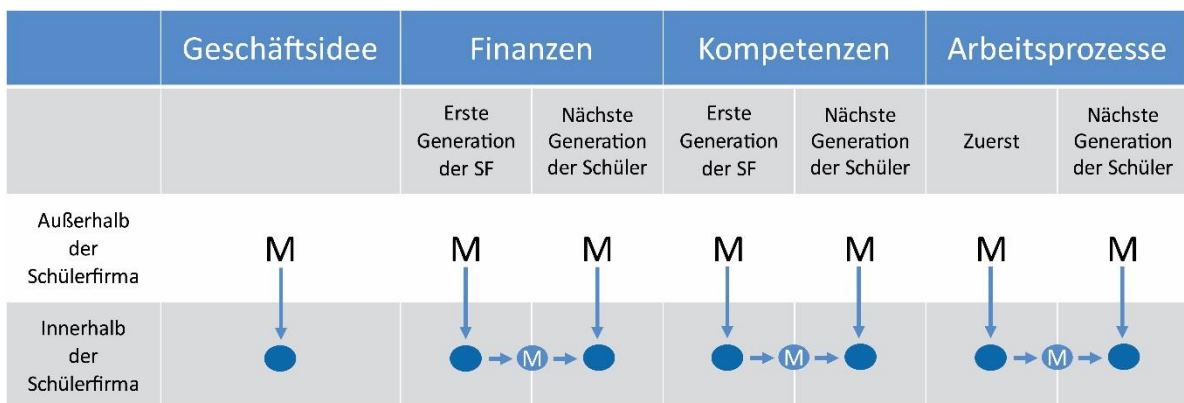 Geschäftsidee Finanzen Kompetenzen Arbeitsprozesse
Erste Generation der SF
Nächste Generation der Schüler
Erste Generation der SF
Nächste Generation der Schüler
Zuerst
Nächste Generation der Schüler
Außerhalb der Schülerfirma
M M M M M M M
Innerhalb der Schülerfirma
M M M